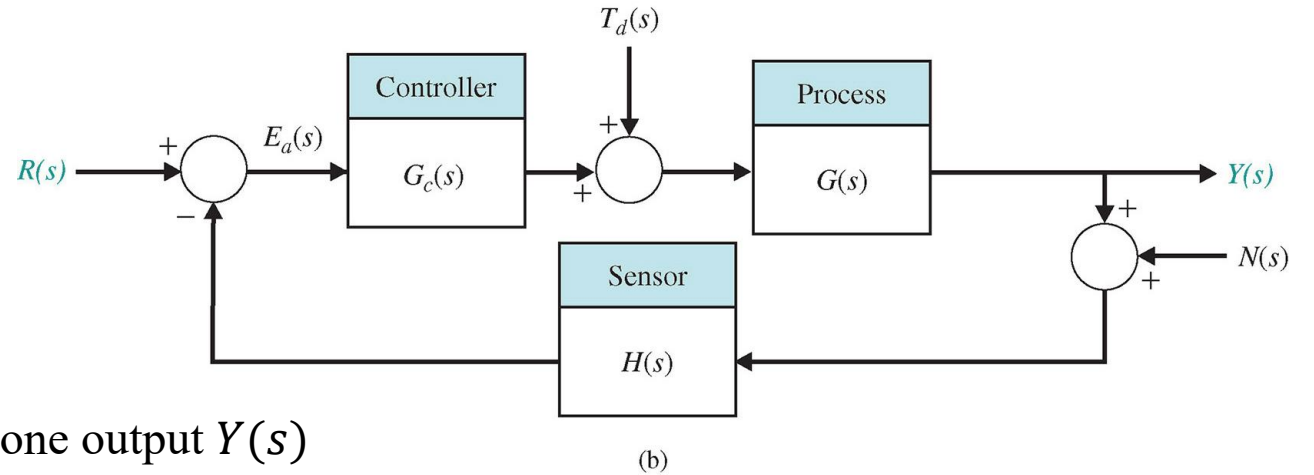 T_d(s)
Controller
Process
+
E_a(s)
+
R(s)
G_c(s)
+
G(s)
Y(s)
−
+
Sensor
N(s)
+
H(s)
one output Y(s)
(b)